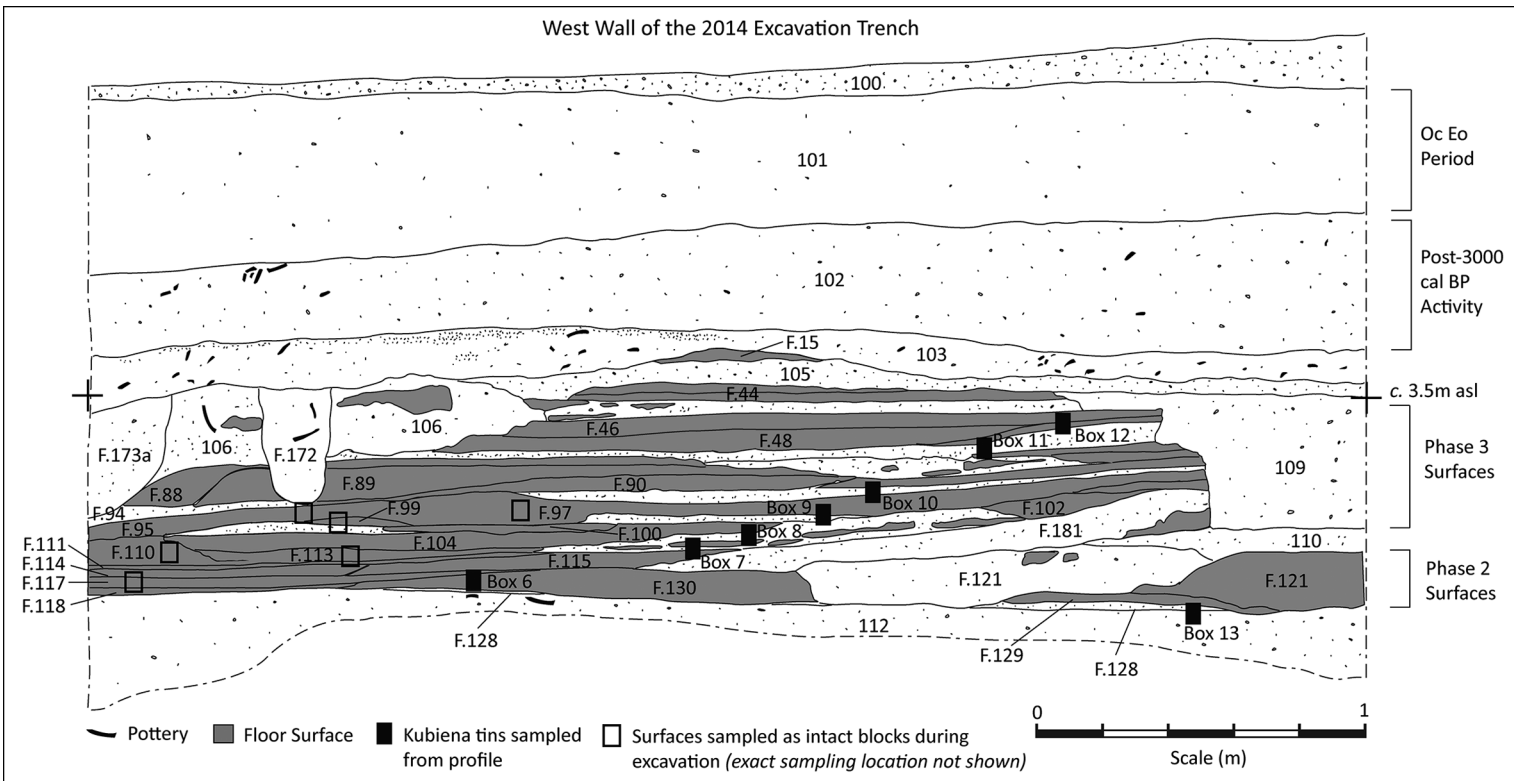 West Wall of the 2014 Excavation Trench
100
Oc Eo
Period
101
Post-3000
cal BP
Activity
102
F.15
103
105
c. 3.5m asl
F.44
F.46
106
106
F.173a
F.172
F.48
Box 11
Box 12
Phase 3
Surfaces
109
F.88
F.89
F.90
F.94
F.99
F.97
Box 9
Box 10
F.102
F.95
F.100
Box 8
F.181
F.111
F.110
F.113
F.104
110
F.114
F.115
Box 7
F.117
Box 6
F.130
F.121
F.121
Phase 2
Surfaces
F.118
F.128
112
Box 13
F.129
F.128
Pottery
Floor Surface
Kubiena tins sampled
from profile
Surfaces sampled as intact blocks during
excavation (exact sampling location not shown)
0
1
Scale (m)